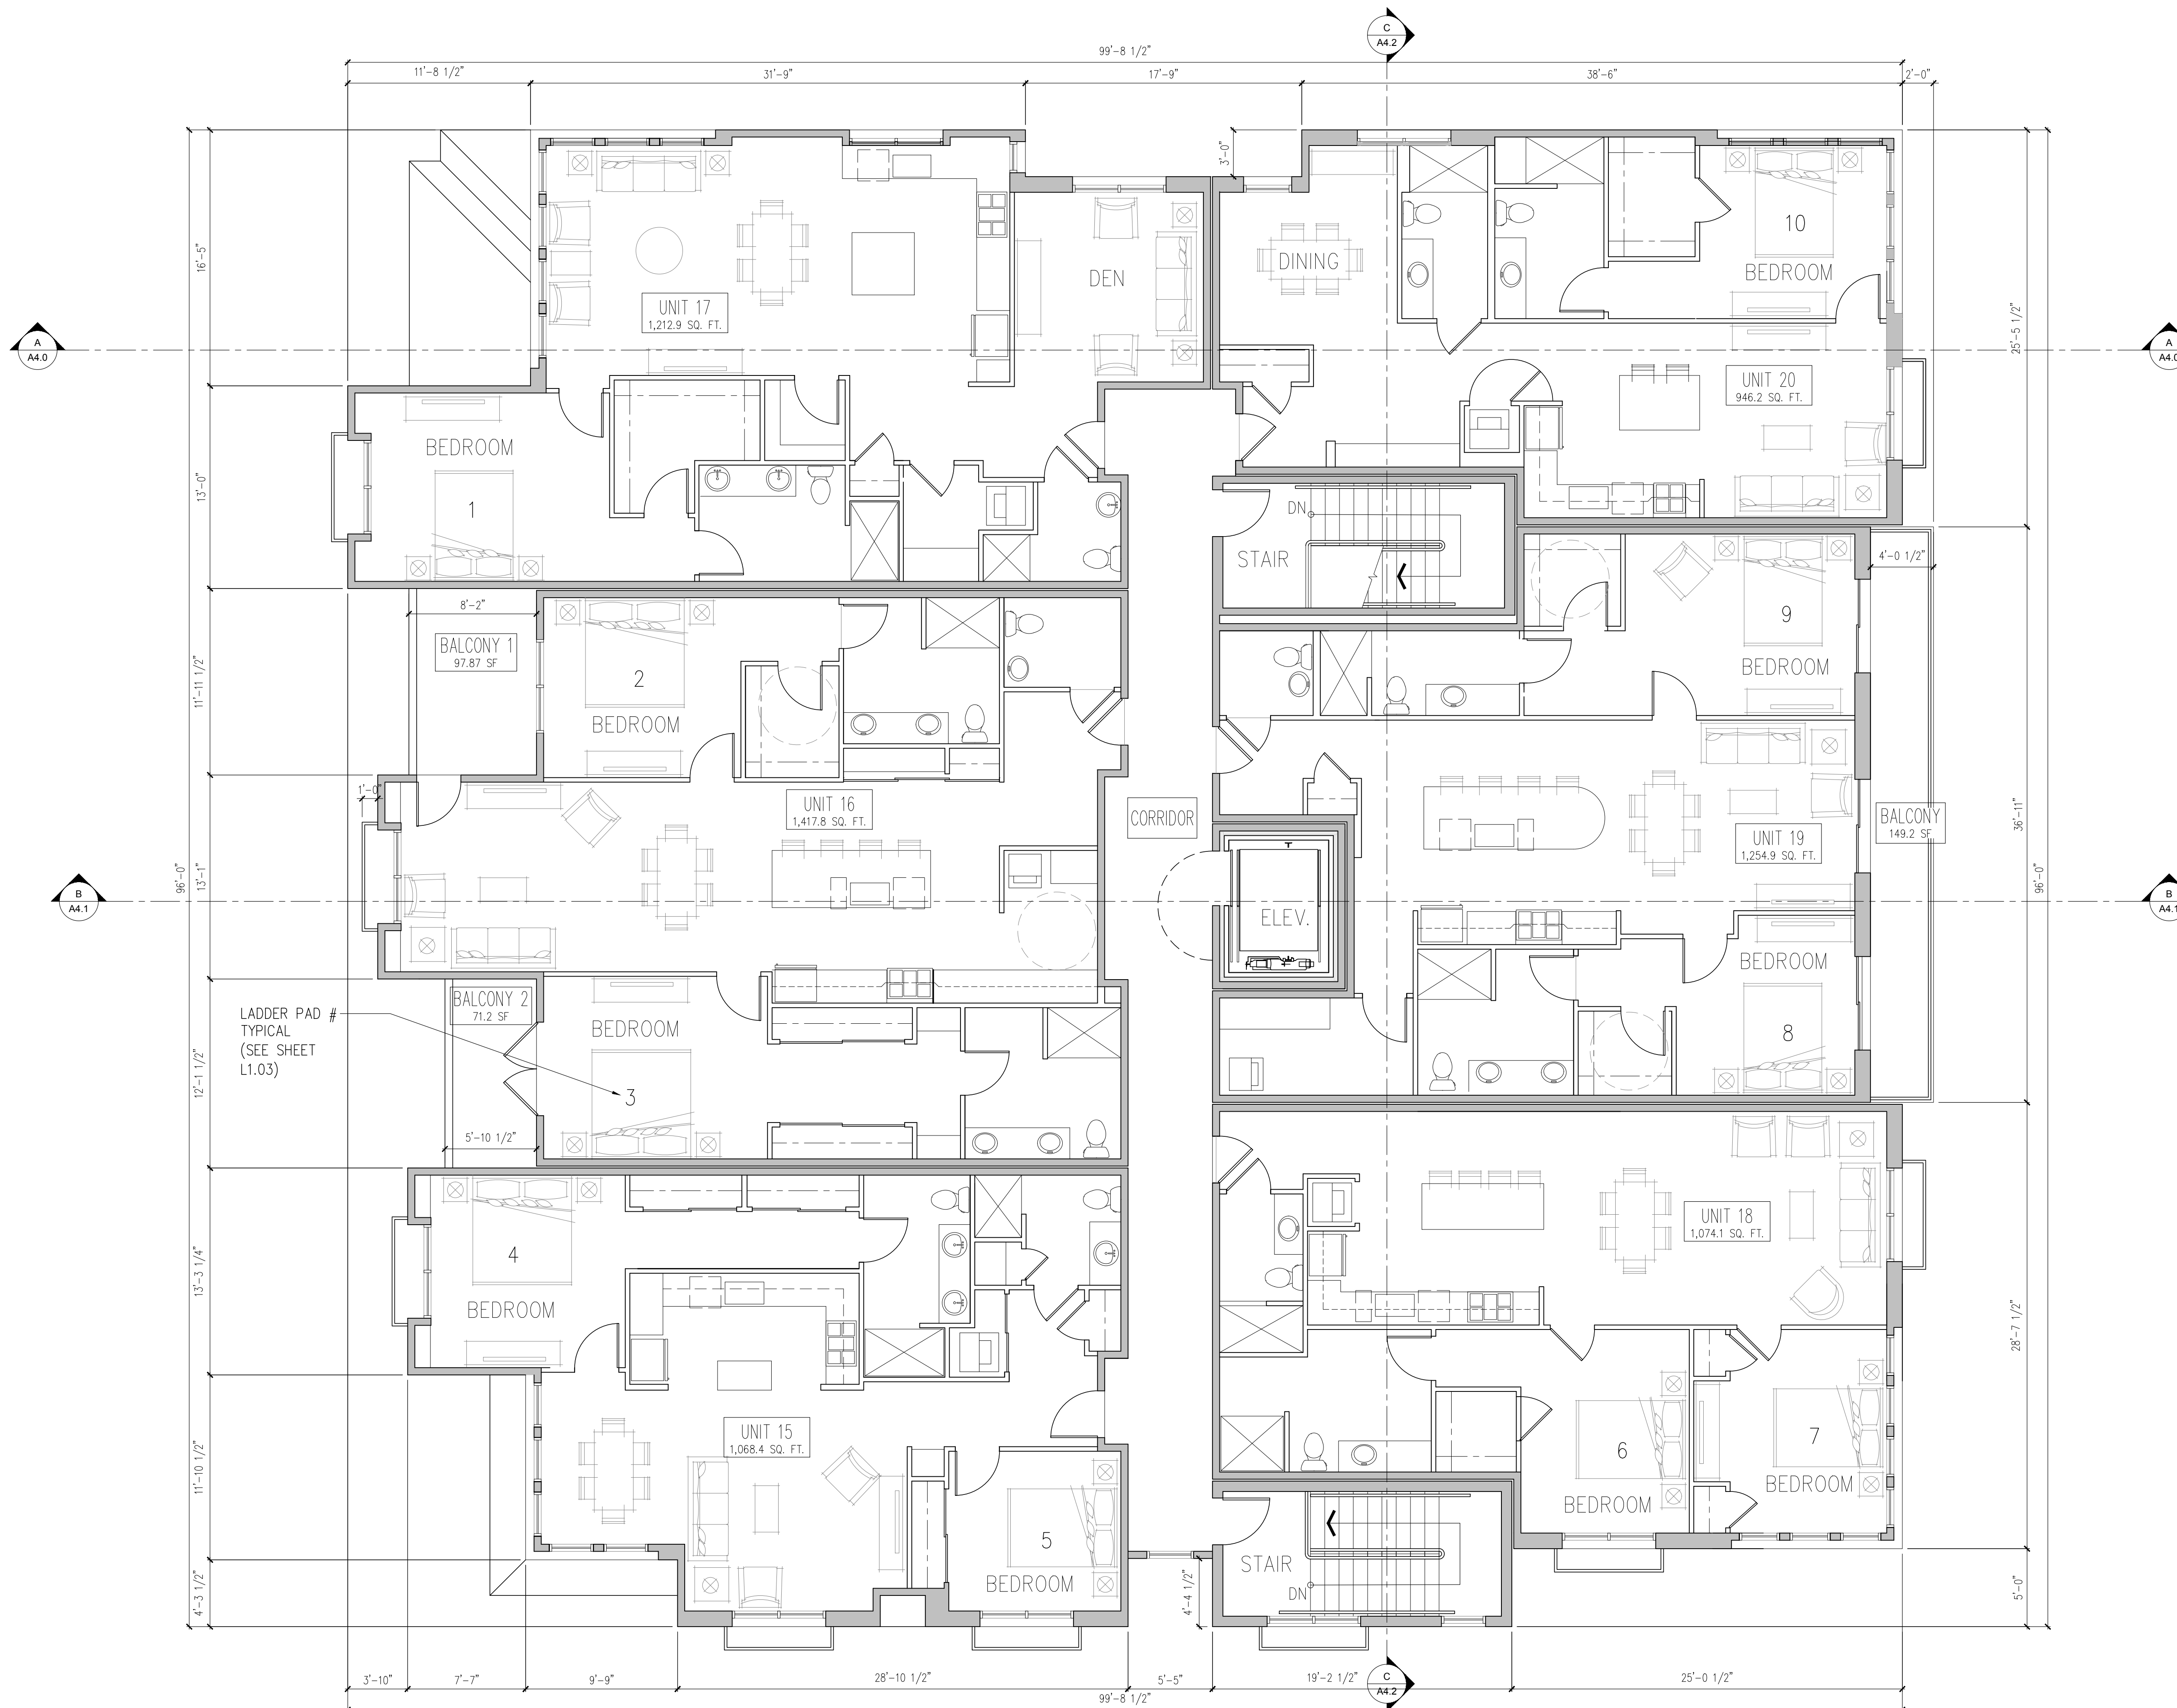 C
A4.2
99'-8 1/2"
11'-8 1/2"
31'-9"
17'-9"
38'-6"
2'-0"
3'-0"
10
BEDROOM
DINING
DEN
16'-5"
UNIT 17
1,212.9 SQ. FT.
25'-5 1/2"
A
A4.0
A
A4.0
UNIT 20
946.2 SQ. FT.
BEDROOM
1
13'-0"
DN
STAIR
4'-0 1/2"
8'-2"
BALCONY 1
97.87 SF
2
BEDROOM
9
BEDROOM
11'-11 1/2"
1'-0"
UNIT 16
1,417.8 SQ. FT.
CORRIDOR
UNIT 19
1,254.9 SQ. FT.
BALCONY
149.2 SF
36'-11"
96'-0"
13'-1"
96'-0"
B
A4.1
B
A4.1
ELEV.
BEDROOM
8
BALCONY 2
71.2 SF
LADDER PAD #
TYPICAL
(SEE SHEET
L1.03)
BEDROOM
3
12'-1 1/2"
5'-10 1/2"
4
BEDROOM
13'-3 1/4"
UNIT 18
1,074.1 SQ. FT.
28'-7 1/2"
UNIT 15
1,068.4 SQ. FT.
6
BEDROOM
7
BEDROOM
11'-10 1/2"
5
BEDROOM
STAIR
DN
4'-3 1/2"
4'-4 1/2"
5'-0"
3'-10"
7'-7"
9'-9"
28'-10 1/2"
5'-5"
19'-2 1/2"
25'-0 1/2"
C
A4.2
99'-8 1/2"